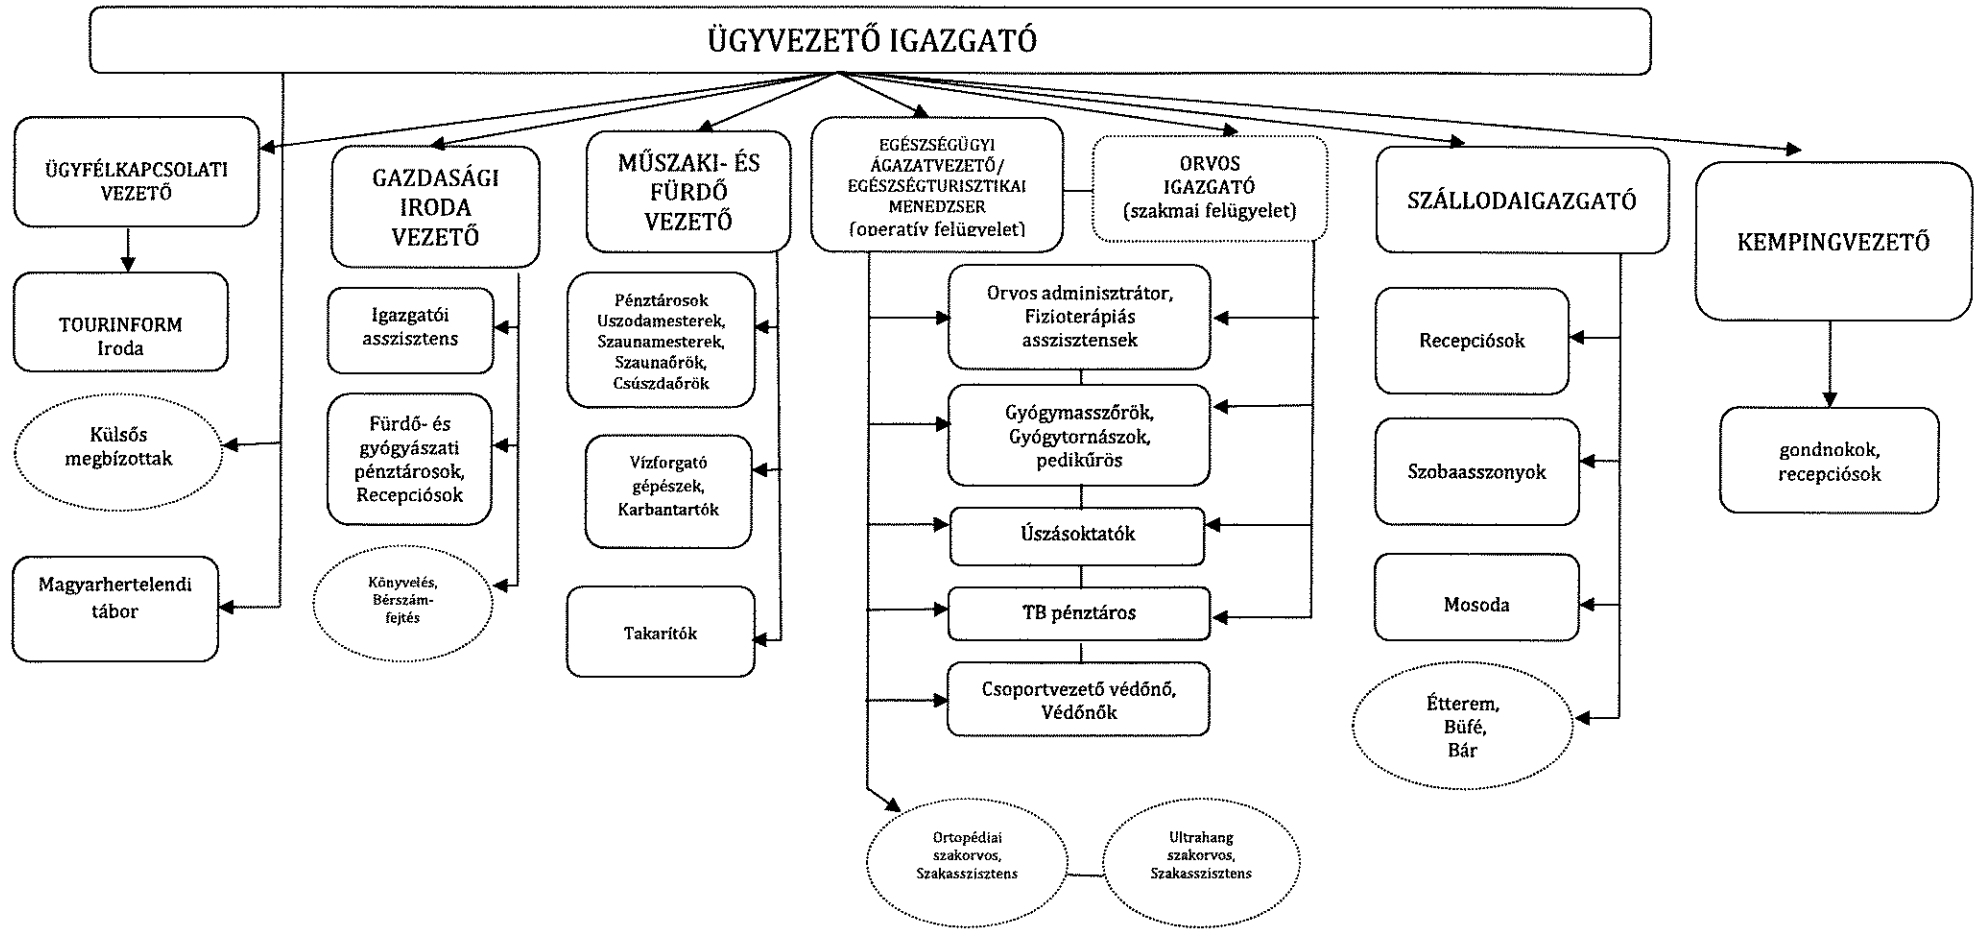 ÜGYVEZETŐ IGAZGATÓ
ÜGYFÉLKAPCSOLATI
VEZETŐ
TOURINFORM
Iroda
Külsős
megbízottak
Magyarhertelendi
tábor
GAZDASÁGI
IRODA
VEZETŐ
Igazgatói
asszisztens
Fürdő- és
gyógyászati
pénztárosok,
Recepciósok
Könyvelés,
Bérszám-
fejtés
MŰSZAKI- ÉS
FÜRDŐ
VEZETŐ
Pénztárosok
Uszodamesterek,
Szaunamesterek,
Szaunaőrök,
Csúszdaőrök
Vízforgató
gépészek,
Karbantartók
Takarítók
EGÉSZSÉGÜGYI
ÁGAZATVEZETŐ/
EGÉSZSÉGTURISZTIKAI
MENEDZSER
(operatív felügyelet)
ORVOS
IGAZGATÓ
(szakmai felügyelet)
Orvos adminisztrátor,
Fizioterápiás
asszisztensek
Gyógymasszőrök,
Gyógytornászok,
pedikűrös
Úszásoktatók
TB pénztáros
Csoportvezető védőnő,
Védőnők
Ortopédiai
szakorvos,
Szakasszisztens
Ultrahang
szakorvos,
Szakasszisztens
SZÁLLODAIGAZGATÓ
Recepciósok
Szobaasszonyok
Mosoda
Étterem,
Büfé,
Bár
KEMPINGVEZETŐ
gondnokok,
recepciósok